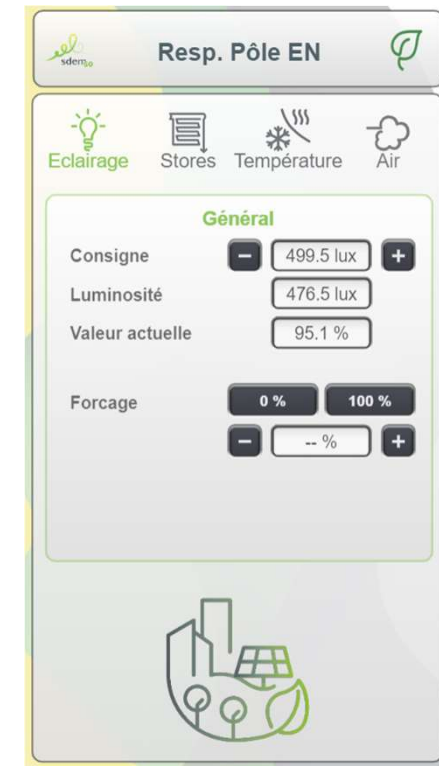 sdem50
Resp. Pôle EN
Eclairage Stores Température Air
Général
Consigne - 499.5 lux +
Luminosité 476.5 lux
Valeur actuelle 95.1 %
Forcage 0 % 100 %
- -- % +